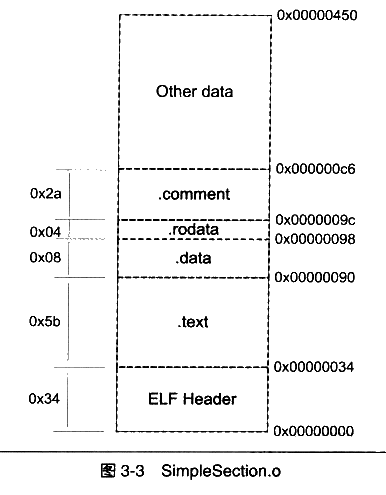 0x00000450
Other data
0x000000c6
0x2a
.comment
0x0000009c
0x04
.rodata
0x00000098
0x08
.data
0x00000090
0x5b
.text
0x00000034
0x34
ELF Header
0x00000000
图 3-3 SimpleSection.o